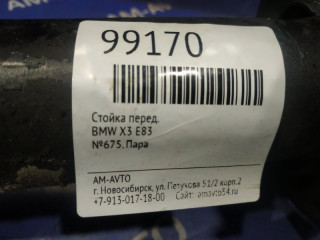 99170
Стойка перед.
BMW X3 E83
№675. Пара
AM-AVTO
г. Новосибирск, ул. Петухова 51/2 корп.2
+7-913-017-18-00 Сайт: amavto54.ru